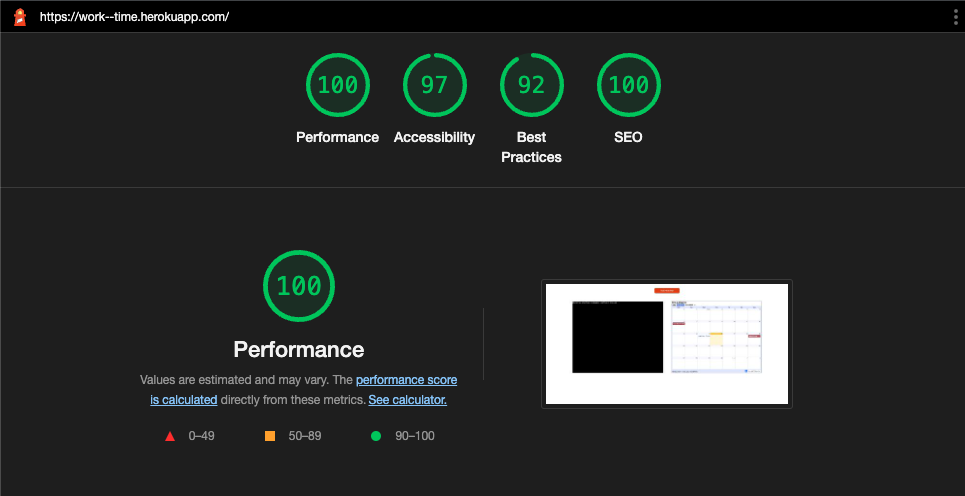 https://work--time.herokuapp.com/
100
97
92
100
Performance
Accessibility
Best
Practices
SEO
100
Performance
Values are estimated and may vary. The performance score
is calculated directly from these metrics. See calculator.
0–49
50–89
90–100